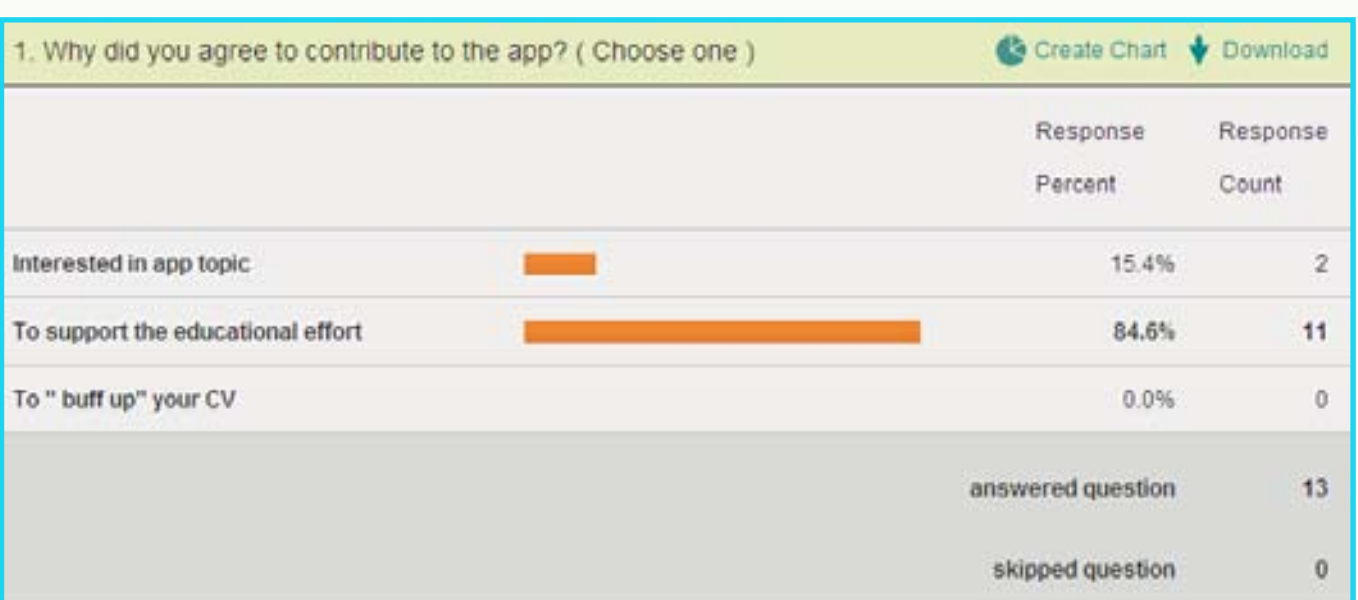 1. Why did you agree to contribute to the app? ( Choose one ) Create Chart Download
Response Response
Percent Count
Interested in app topic 15.4% 2
To support the educational effort 84.6% 11
To " buff up" your CV 0.0% 0
answered question 13
skipped question 0